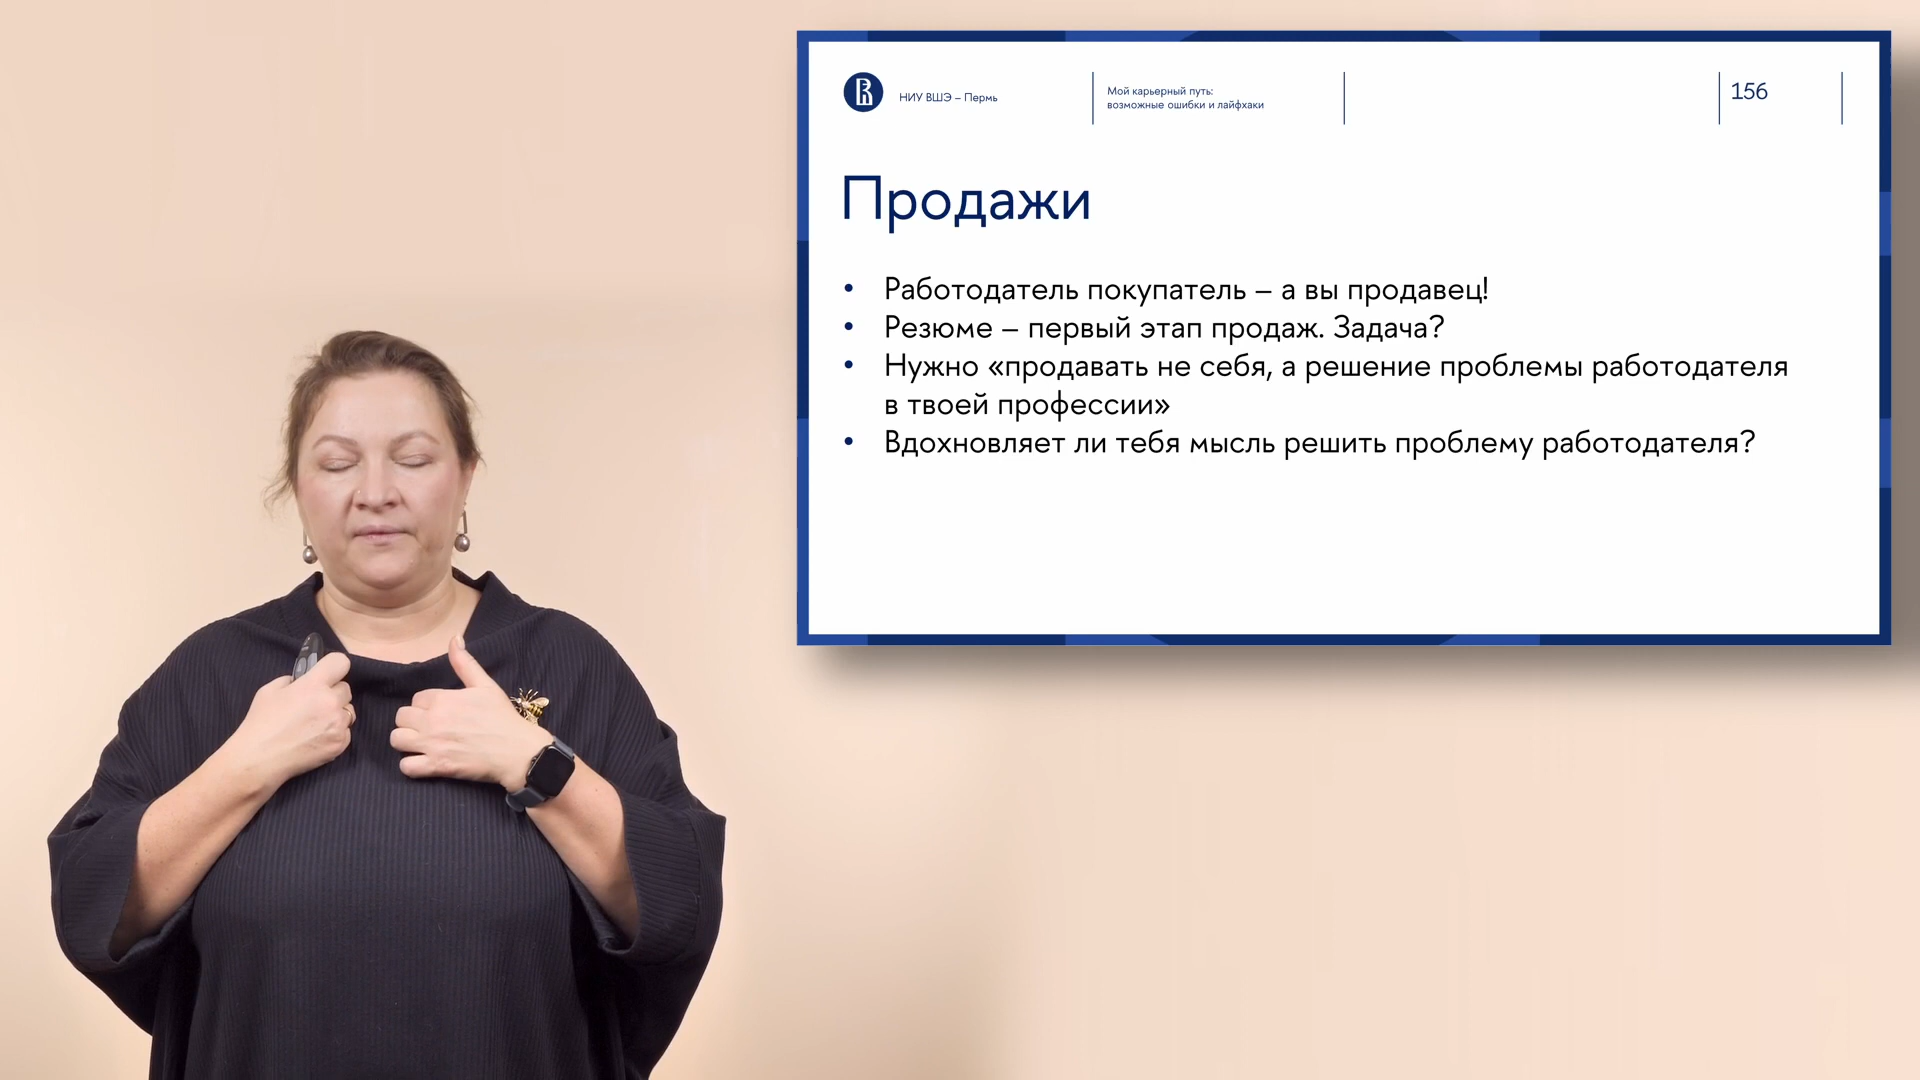 НИУ ВШЭ – Пермь
Мой карьерный путь:
возможные ошибки и лайфхаки
156
Продажи
• Работодатель покупатель – а вы продавец!
• Резюме – первый этап продаж. Задача?
• Нужно «продавать не себя, а решение проблемы работодателя
в твоей профессии»
• Вдохновляет ли тебя мысль решить проблему работодателя?